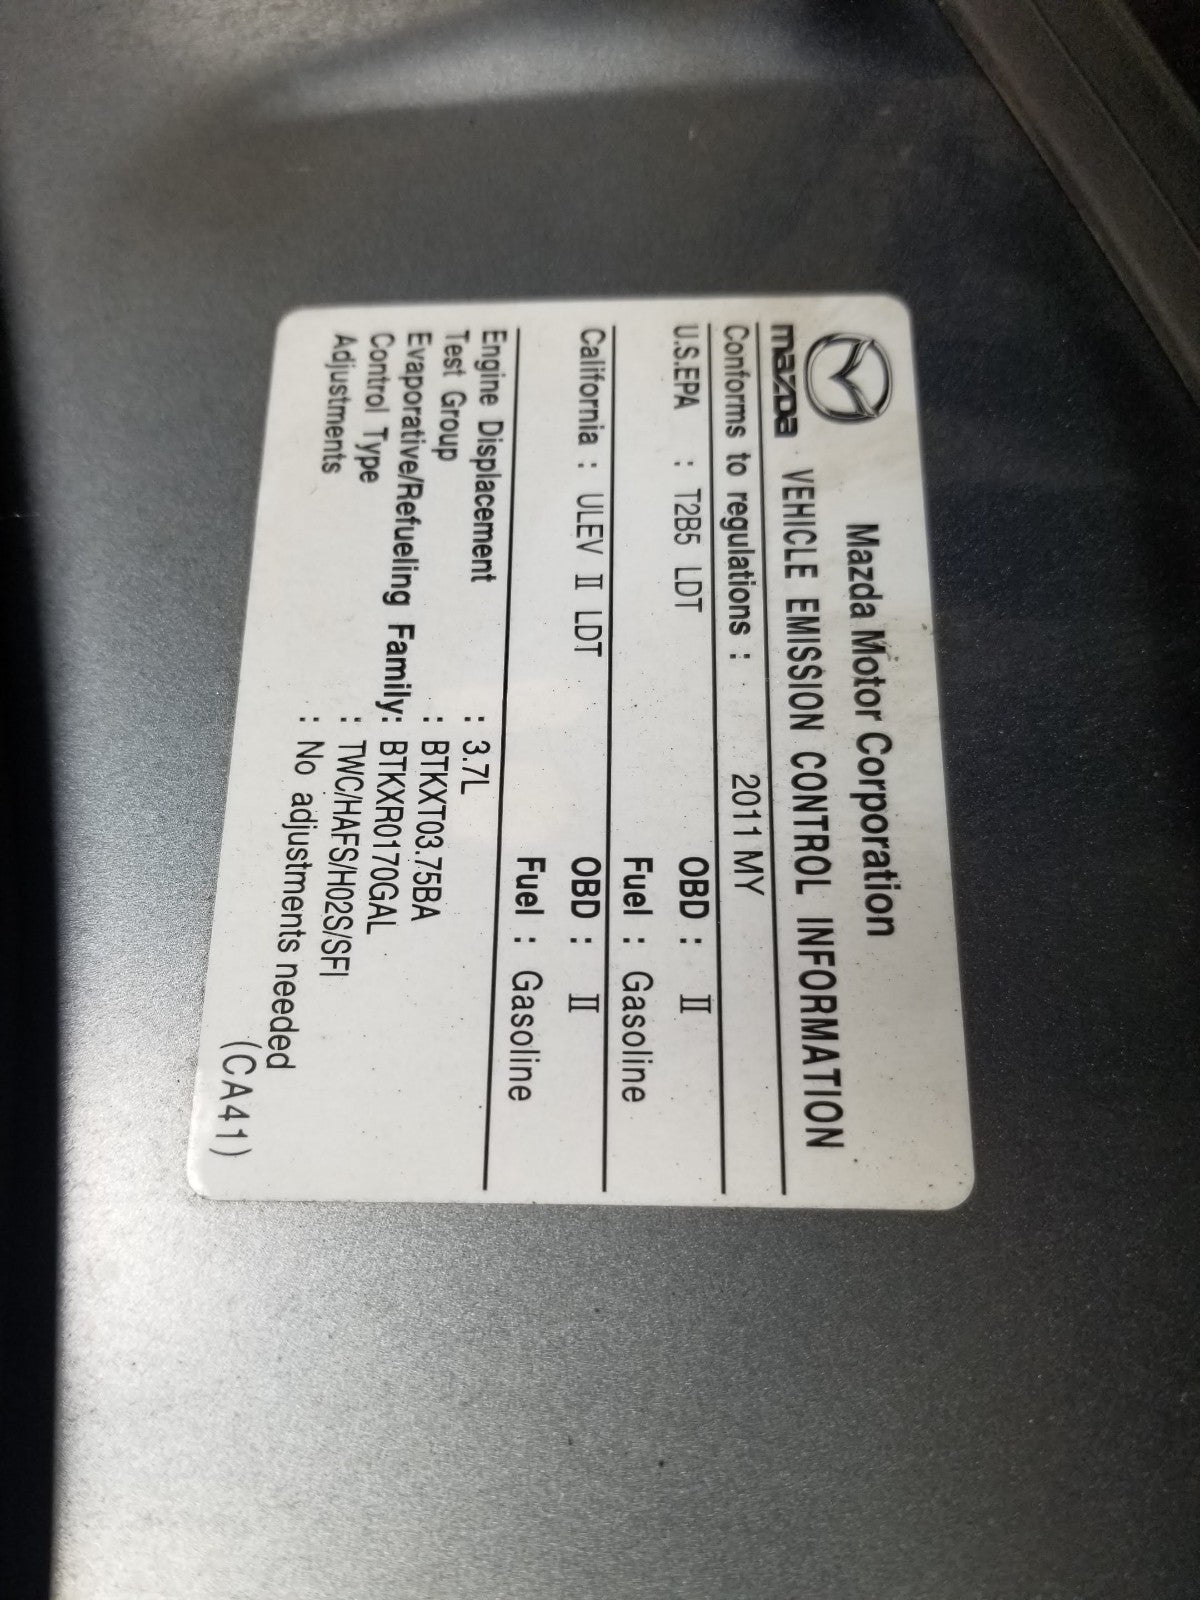 Mazda Motor Corporation
mazda VEHICLE EMISSION CONTROL INFORMATION
Conforms to regulations : 2011 MY
U.S.EPA : T2B5 LDT OBD : II
Fuel : Gasoline
California : ULEV II LDT OBD : II
Fuel : Gasoline
Engine Displacement : 3.7L
Test Group : BTKXT03.75BA
Evaporative/Refueling Family: BTKXR0170GAL
Control Type : TWC/HAFS/HO2S/SFI
Adjustments : No adjustments needed
(CA41)